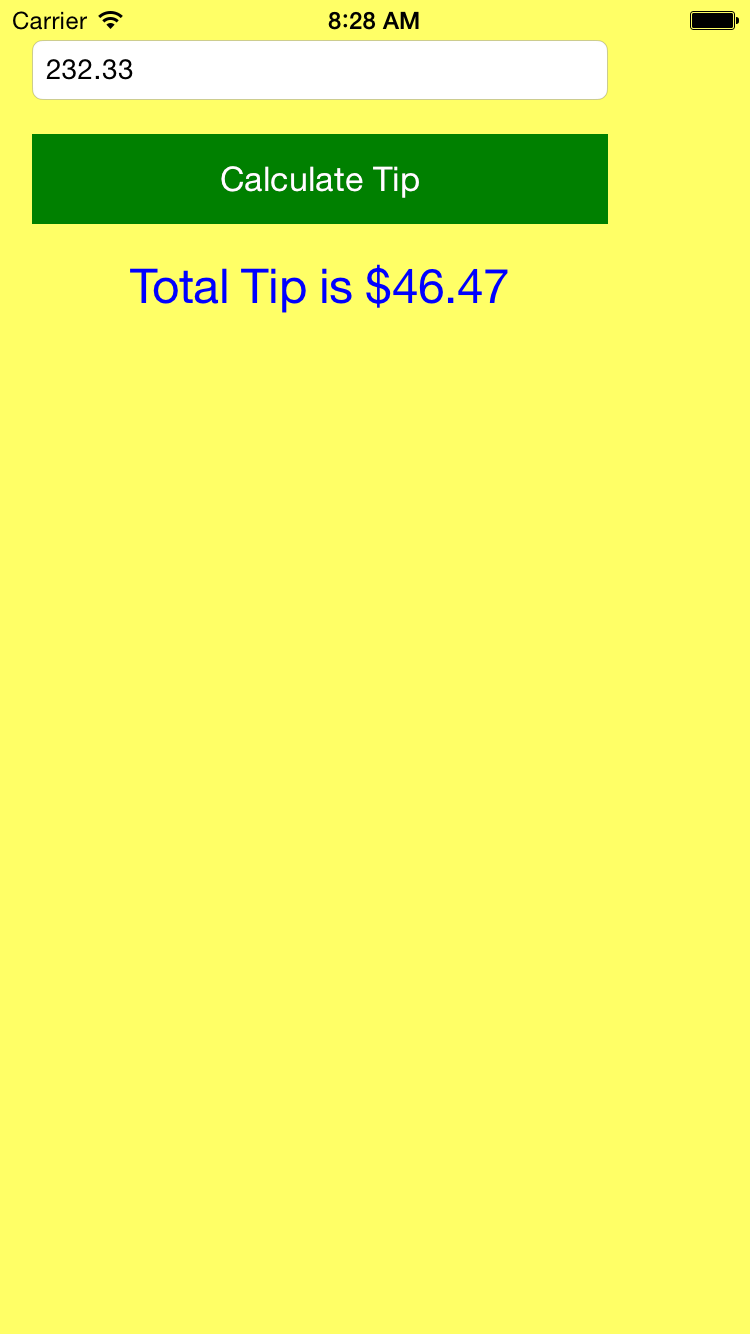 Carrier 8:28 AM
232.33
Calculate Tip
Total Tip is $46.47